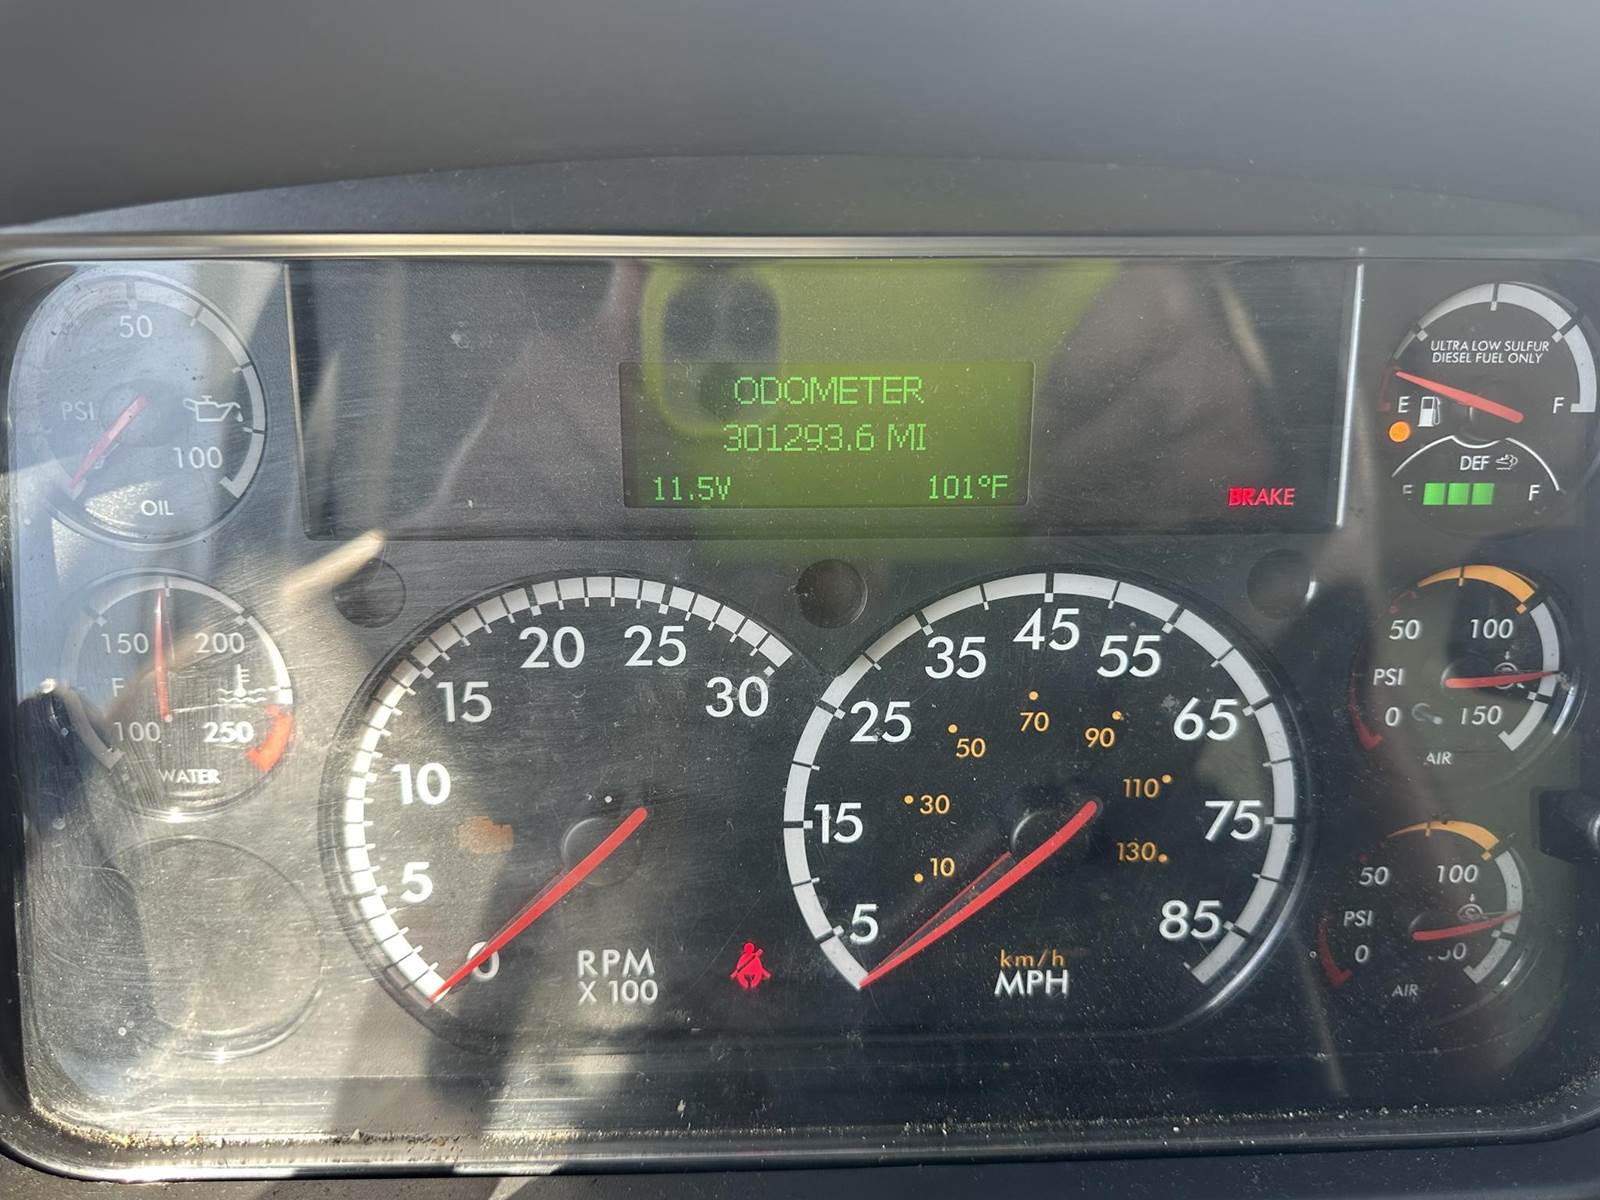 50
PSI
100
OIL
ODOMETER
301293.6 MI
11.5V
101°F
BRAKE
ULTRA LOW SULFUR
DIESEL FUEL ONLY
E
F
DEF
F
150
200
F
100
250
WATER
0
5
10
15
20
25
30
RPM
X 100
5
15
25
35
45
55
65
75
85
10
30
50
70
90
110
130
km/h
MPH
50
100
PSI
0
150
AIR
50
100
PSI
0
AIR